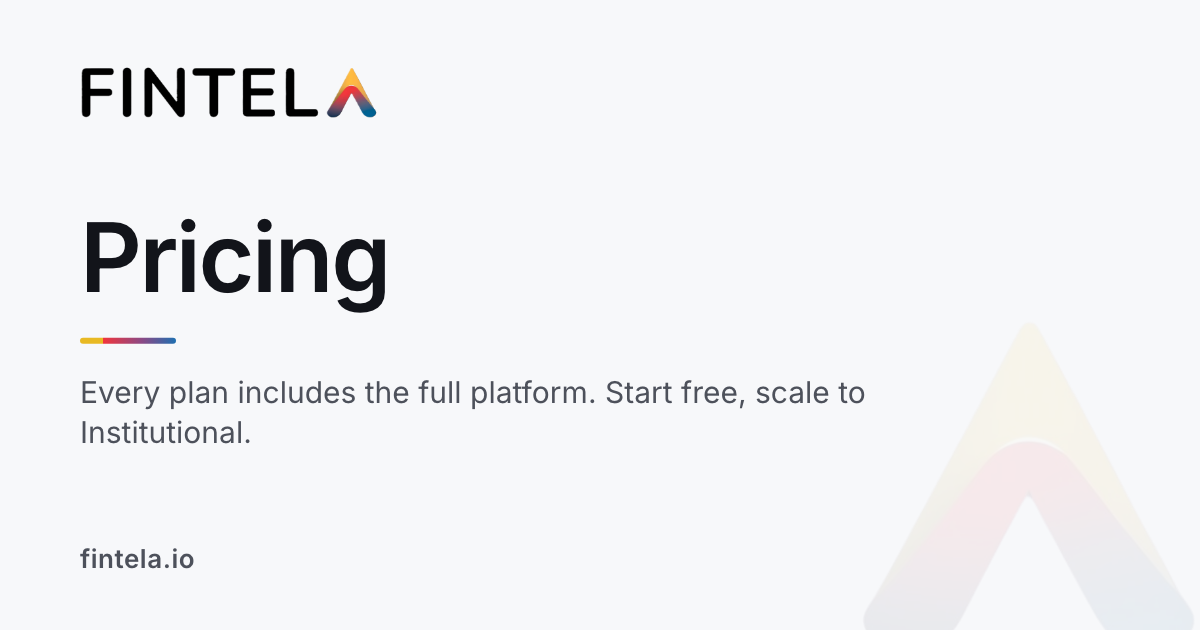 FINTELA
Pricing
Every plan includes the full platform. Start free, scale to
Institutional.
fintela.io